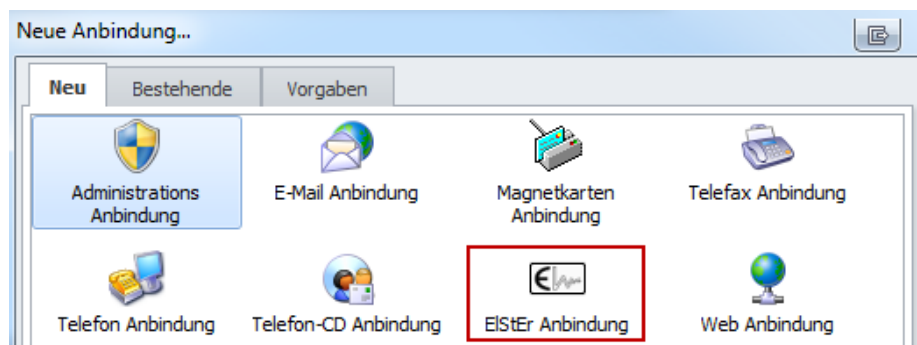 Neue Anbindung...
Neu Bestehende Vorgaben
Administrations
Anbindung
E-Mail Anbindung
Magnetkarten
Anbindung
Telefax Anbindung
Telefon Anbindung
Telefon-CD Anbindung
ElStEr Anbindung
Web Anbindung